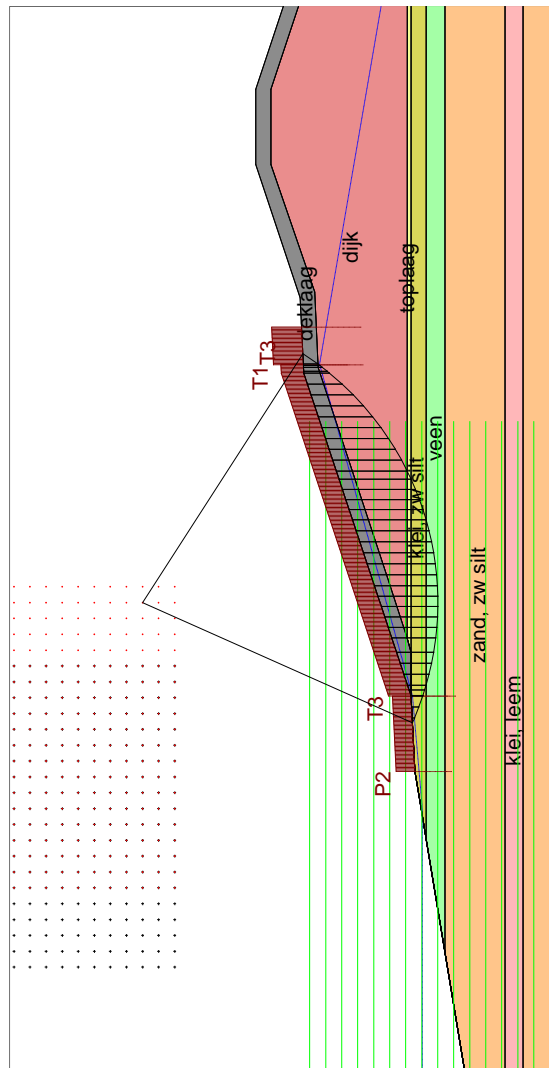 deklaag
dijk
toplaag
T1
T3
klei, zw silt
veen
zand, zw silt
T3
klei, leem
P2